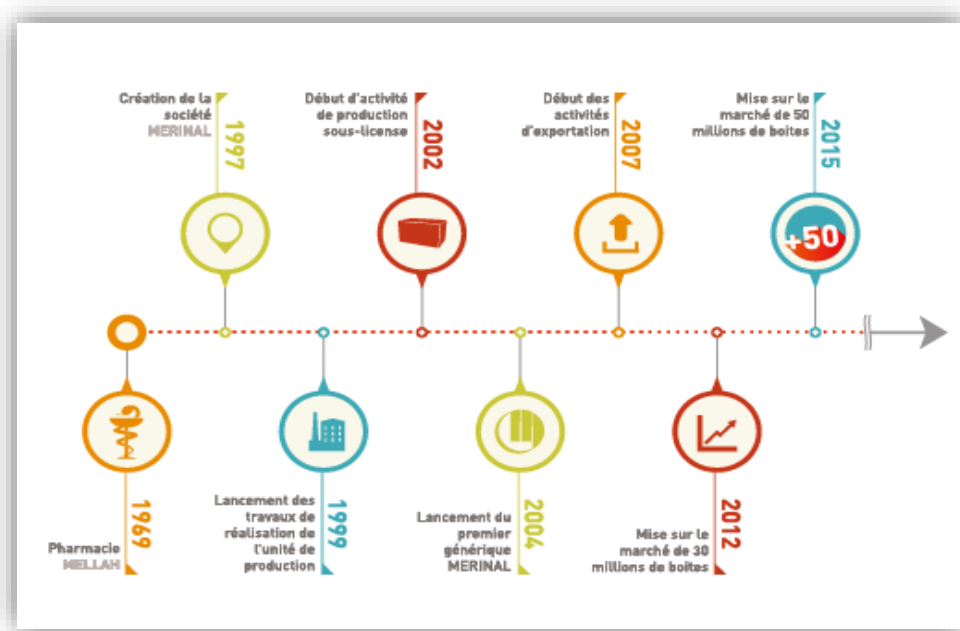 Création de la
société
MERINAL
1997
Début d'activité
de production
sous-license
2002
Début des
activités
d'exportation
2007
Mise sur le
marché de 50
millions de boites
2015
+50
Pharmacie
MELLAH
1969
Lancement des
travaux de
réalisation de
l'unité de
production
1999
Lancement du
premier
générique
MERINAL
2004
Mise sur le
marché de 30
millions de boites
2012